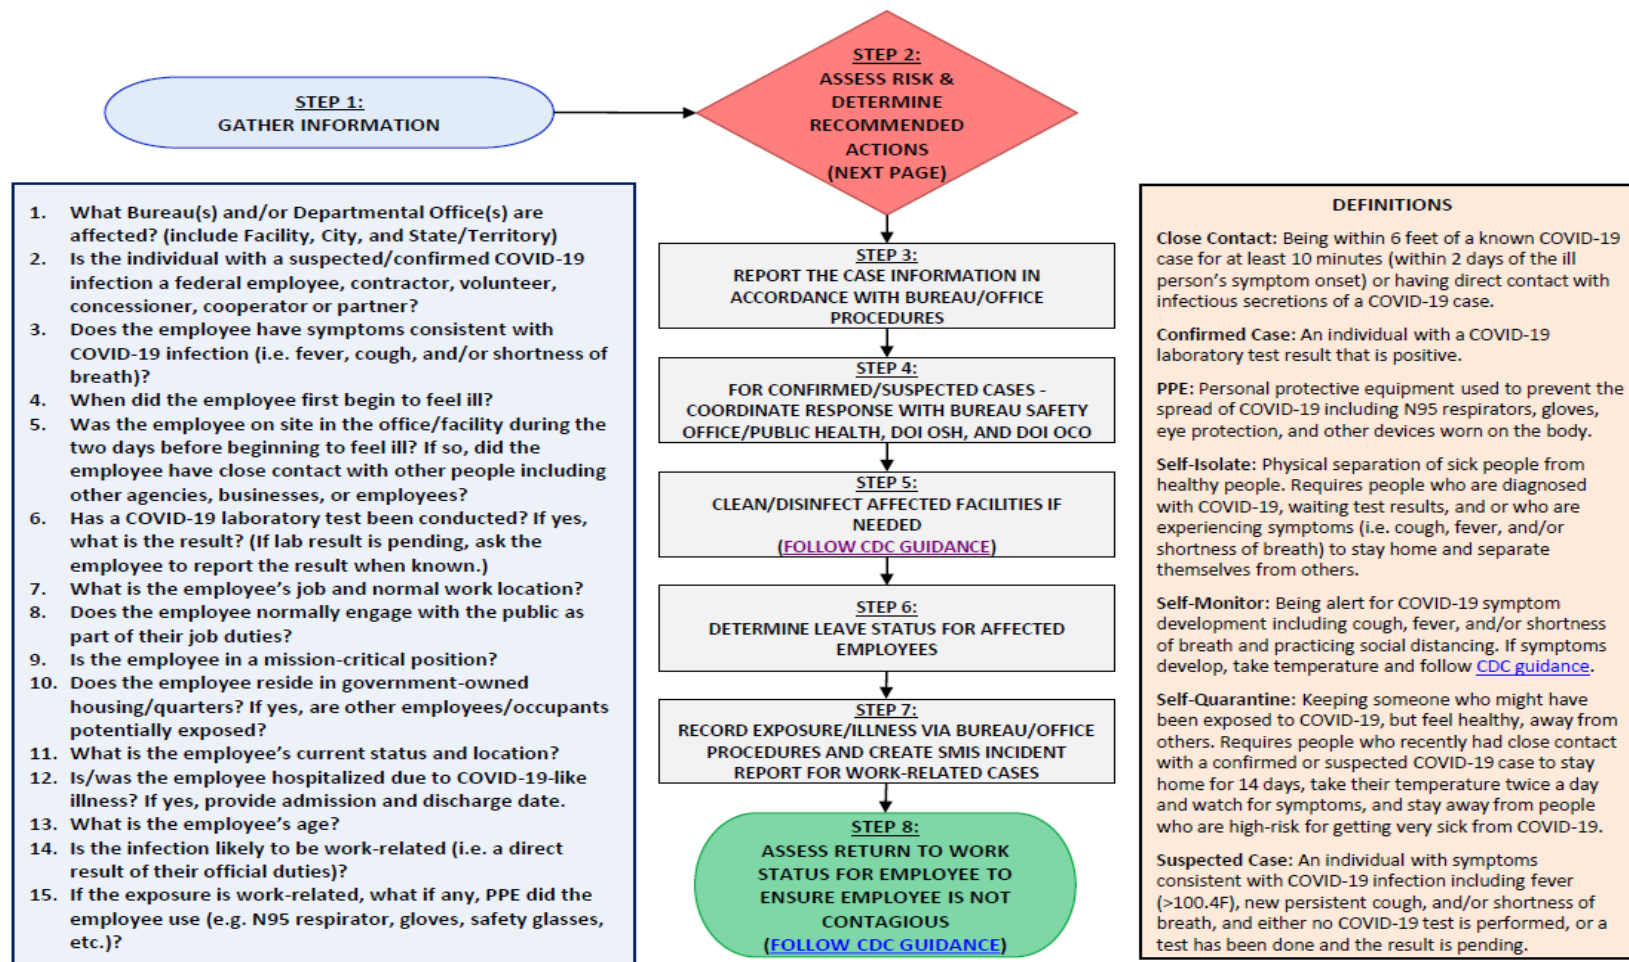 STEP 1:
GATHER INFORMATION
STEP 2:
ASSESS RISK &
DETERMINE
RECOMMENDED
ACTIONS
(NEXT PAGE)
1. What Bureau(s) and/or Departmental Office(s) are
affected? (include Facility, City, and State/Territory)
2. Is the individual with a suspected/confirmed COVID-19
infection a federal employee, contractor, volunteer,
concessioner, cooperator or partner?
3. Does the employee have symptoms consistent with
COVID-19 infection (i.e. fever, cough, and/or shortness of
breath)?
4. When did the employee first begin to feel ill?
5. Was the employee on site in the office/facility during the
two days before beginning to feel ill? If so, did the
employee have close contact with other people including
other agencies, businesses, or employees?
6. Has a COVID-19 laboratory test been conducted? If yes,
what is the result? (If lab result is pending, ask the
employee to report the result when known.)
7. What is the employee's job and normal work location?
8. Does the employee normally engage with the public as
part of their job duties?
9. Is the employee in a mission-critical position?
10. Does the employee reside in government-owned
housing/quarters? If yes, are other employees/occupants
potentially exposed?
11. What is the employee's current status and location?
12. Is/was the employee hospitalized due to COVID-19-like
illness? If yes, provide admission and discharge date.
13. What is the employee's age?
14. Is the infection likely to be work-related (i.e. a direct
result of their official duties)?
15. If the exposure is work-related, what if any, PPE did the
employee use (e.g. N95 respirator, gloves, safety glasses,
etc.)?
STEP 3:
REPORT THE CASE INFORMATION IN
ACCORDANCE WITH BUREAU/OFFICE
PROCEDURES
STEP 4:
FOR CONFIRMED/SUSPECTED CASES -
COORDINATE RESPONSE WITH BUREAU SAFETY
OFFICE/PUBLIC HEALTH, DOI OSH, AND DOI OCO
STEP 5:
CLEAN/DISINFECT AFFECTED FACILITIES IF
NEEDED
(FOLLOW CDC GUIDANCE)
STEP 6:
DETERMINE LEAVE STATUS FOR AFFECTED
EMPLOYEES
STEP 7:
RECORD EXPOSURE/ILLNESS VIA BUREAU/OFFICE
PROCEDURES AND CREATE SMIS INCIDENT
REPORT FOR WORK-RELATED CASES
STEP 8:
ASSESS RETURN TO WORK
STATUS FOR EMPLOYEE TO
ENSURE EMPLOYEE IS NOT
CONTAGIOUS
(FOLLOW CDC GUIDANCE)
DEFINITIONS
Close Contact: Being within 6 feet of a known COVID-19
case for at least 10 minutes (within 2 days of the ill
person's symptom onset) or having direct contact with
infectious secretions of a COVID-19 case.
Confirmed Case: An individual with a COVID-19
laboratory test result that is positive.
PPE: Personal protective equipment used to prevent the
spread of COVID-19 including N95 respirators, gloves,
eye protection, and other devices worn on the body.
Self-Isolate: Physical separation of sick people from
healthy people. Requires people who are diagnosed
with COVID-19, waiting test results, and or who are
experiencing symptoms (i.e. cough, fever, and/or
shortness of breath) to stay home and separate
themselves from others.
Self-Monitor: Being alert for COVID-19 symptom
development including cough, fever, and/or shortness
of breath and practicing social distancing. If symptoms
develop, take temperature and follow CDC guidance.
Self-Quarantine: Keeping someone who might have
been exposed to COVID-19, but feel healthy, away from
others. Requires people who recently had close contact
with a confirmed or suspected COVID-19 case to stay
home for 14 days, take their temperature twice a day
and watch for symptoms, and stay away from people
who are high-risk for getting very sick from COVID-19.
Suspected Case: An individual with symptoms
consistent with COVID-19 infection including fever
(>100.4F), new persistent cough, and/or shortness of
breath, and either no COVID-19 test is performed, or a
test has been done and the result is pending.